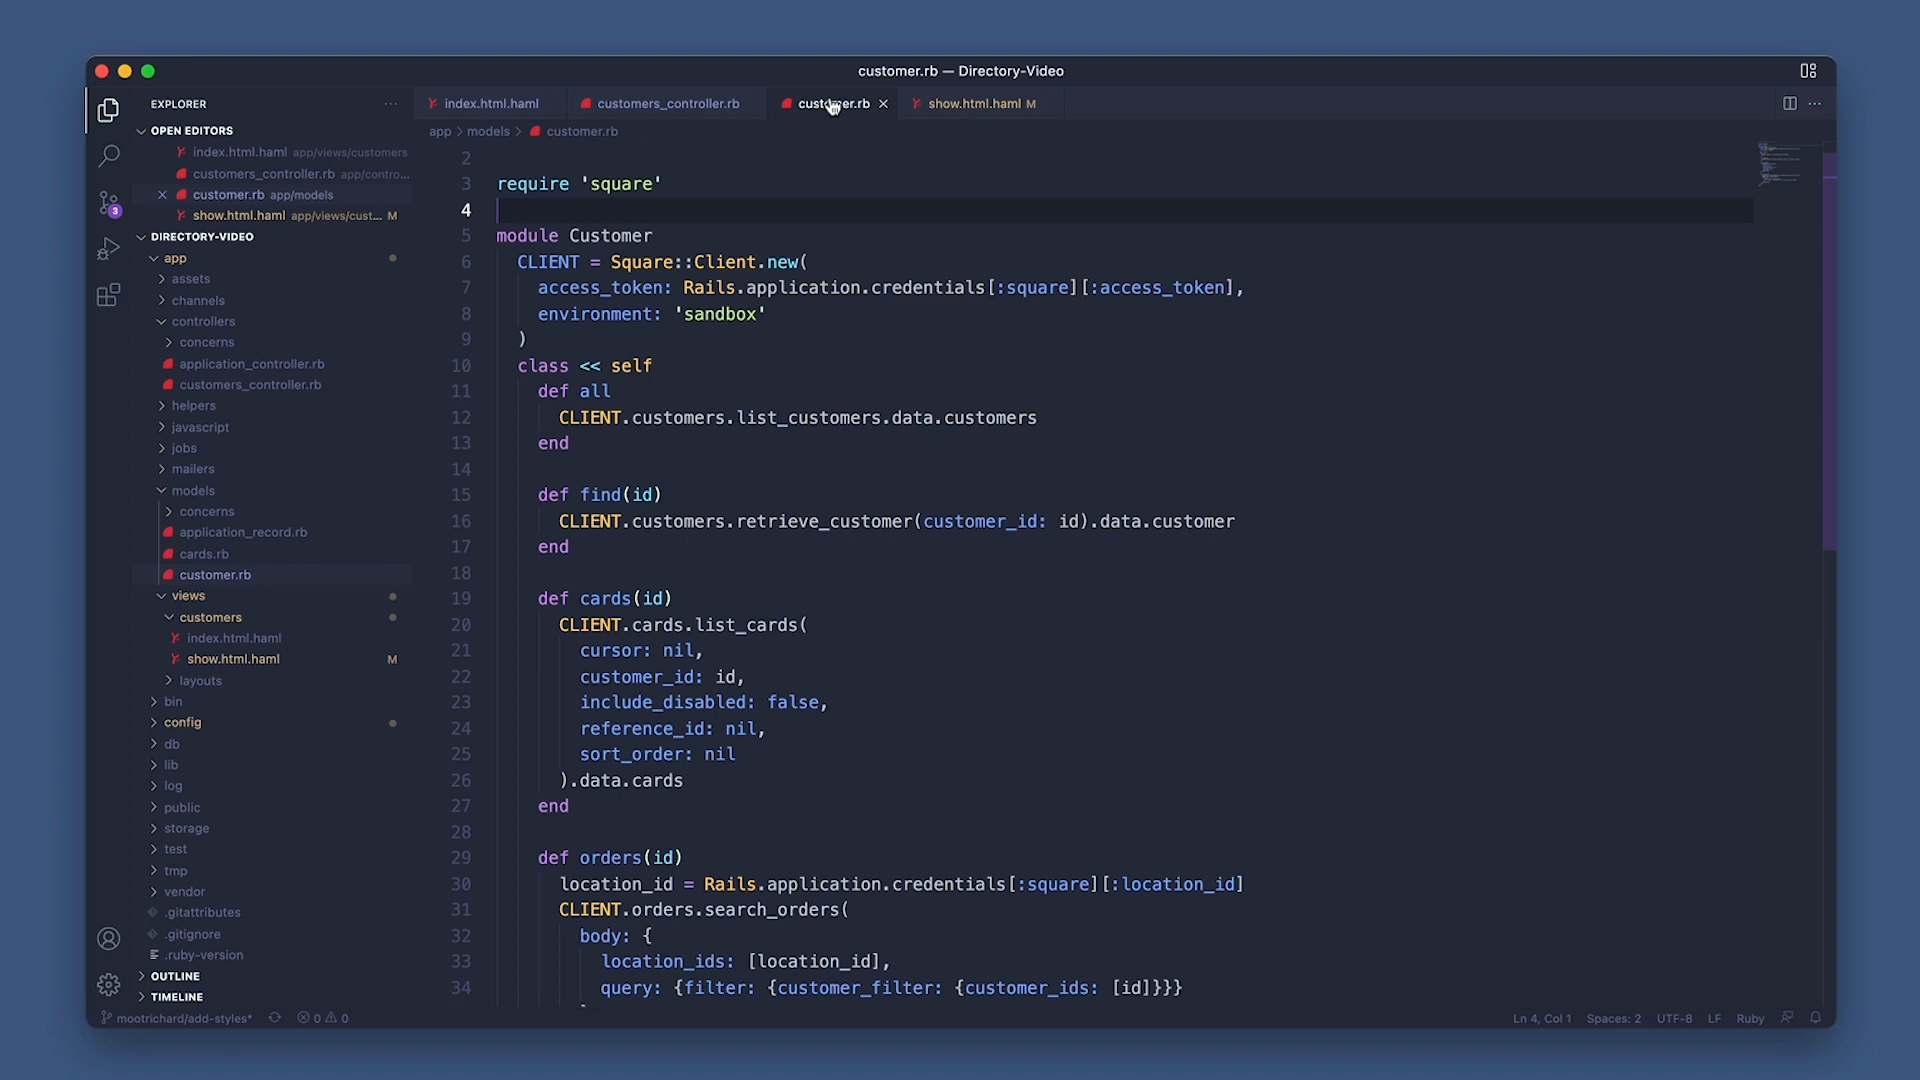 customer.rb — Directory-Video
EXPLORER
OPEN EDITORS
index.html.haml app/views/customers
customers_controller.rb app/contro...
customer.rb app/models
show.html.haml app/views/cust... M
DIRECTORY-VIDEO
app
assets
channels
controllers
concerns
application_controller.rb
customers_controller.rb
helpers
javascript
jobs
mailers
models
concerns
application_record.rb
cards.rb
customer.rb
views
customers
index.html.haml
show.html.haml M
layouts
bin
config
db
lib
log
public
storage
test
tmp
vendor
.gitattributes
.gitignore
.ruby-version
OUTLINE
TIMELINE
3
index.html.haml customers_controller.rb customer.rb show.html.haml M
app > models > customer.rb
2
3 require 'square'
4
5 module Customer
6 CLIENT = Square::Client.new(
7 access_token: Rails.application.credentials[:square][:access_token],
8 environment: 'sandbox'
9 )
10 class << self
11 def all
12 CLIENT.customers.list_customers.data.customers
13 end
14
15 def find(id)
16 CLIENT.customers.retrieve_customer(customer_id: id).data.customer
17 end
18
19 def cards(id)
20 CLIENT.cards.list_cards(
21 cursor: nil,
22 customer_id: id,
23 include_disabled: false,
24 reference_id: nil,
25 sort_order: nil
26 ).data.cards
27 end
28
29 def orders(id)
30 location_id = Rails.application.credentials[:square][:location_id]
31 CLIENT.orders.search_orders(
32 body: {
33 location_ids: [location_id],
34 query: {filter: {customer_filter: {customer_ids: [id]}}}
mootrichard/add-styles* 0 0 Ln 4, Col 1 Spaces: 2 UTF-8 LF Ruby